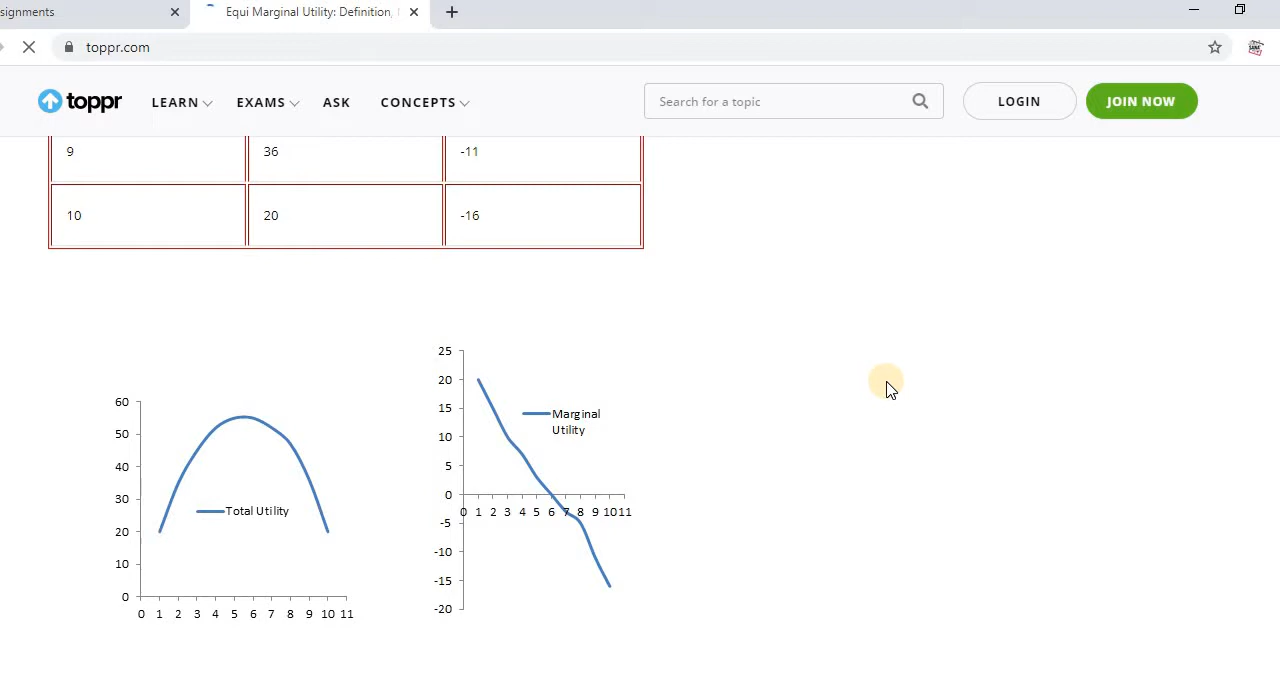 signments
Equi Marginal Utility: Definition,
toppr.com
toppr
LEARN
EXAMS
ASK
CONCEPTS
Search for a topic
LOGIN
JOIN NOW
9 36 -11
10 20 -16
60
50
40
30
20
10
0
Total Utility
0 1 2 3 4 5 6 7 8 9 10 11
25
20
15
10
5
0
-5
-10
-15
-20
Marginal
Utility
0 1 2 3 4 5 6 7 8 9 10 11